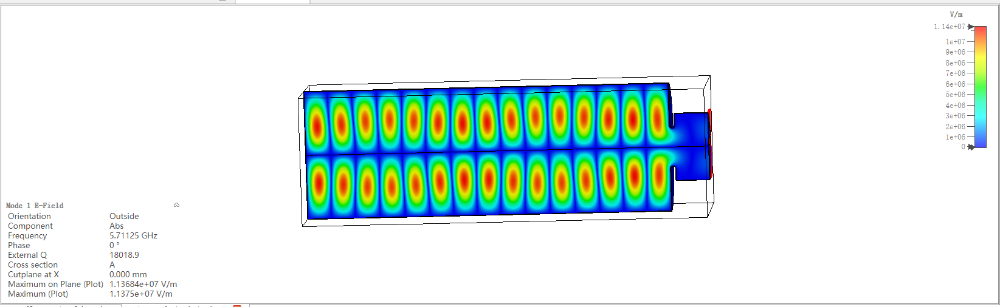 V/m
1.14e+07
1e+07
9e+06
8e+06
7e+06
6e+06
5e+06
4e+06
3e+06
2e+06
1e+06
0
Mode 1 E-Field
Orientation Outside
Component Abs
Frequency 5.71125 GHz
Phase 0 °
External Q 18018.9
Cross section A
Cutplane at X 0.000 mm
Maximum on Plane (Plot) 1.13684e+07 V/m
Maximum (Plot) 1.1375e+07 V/m